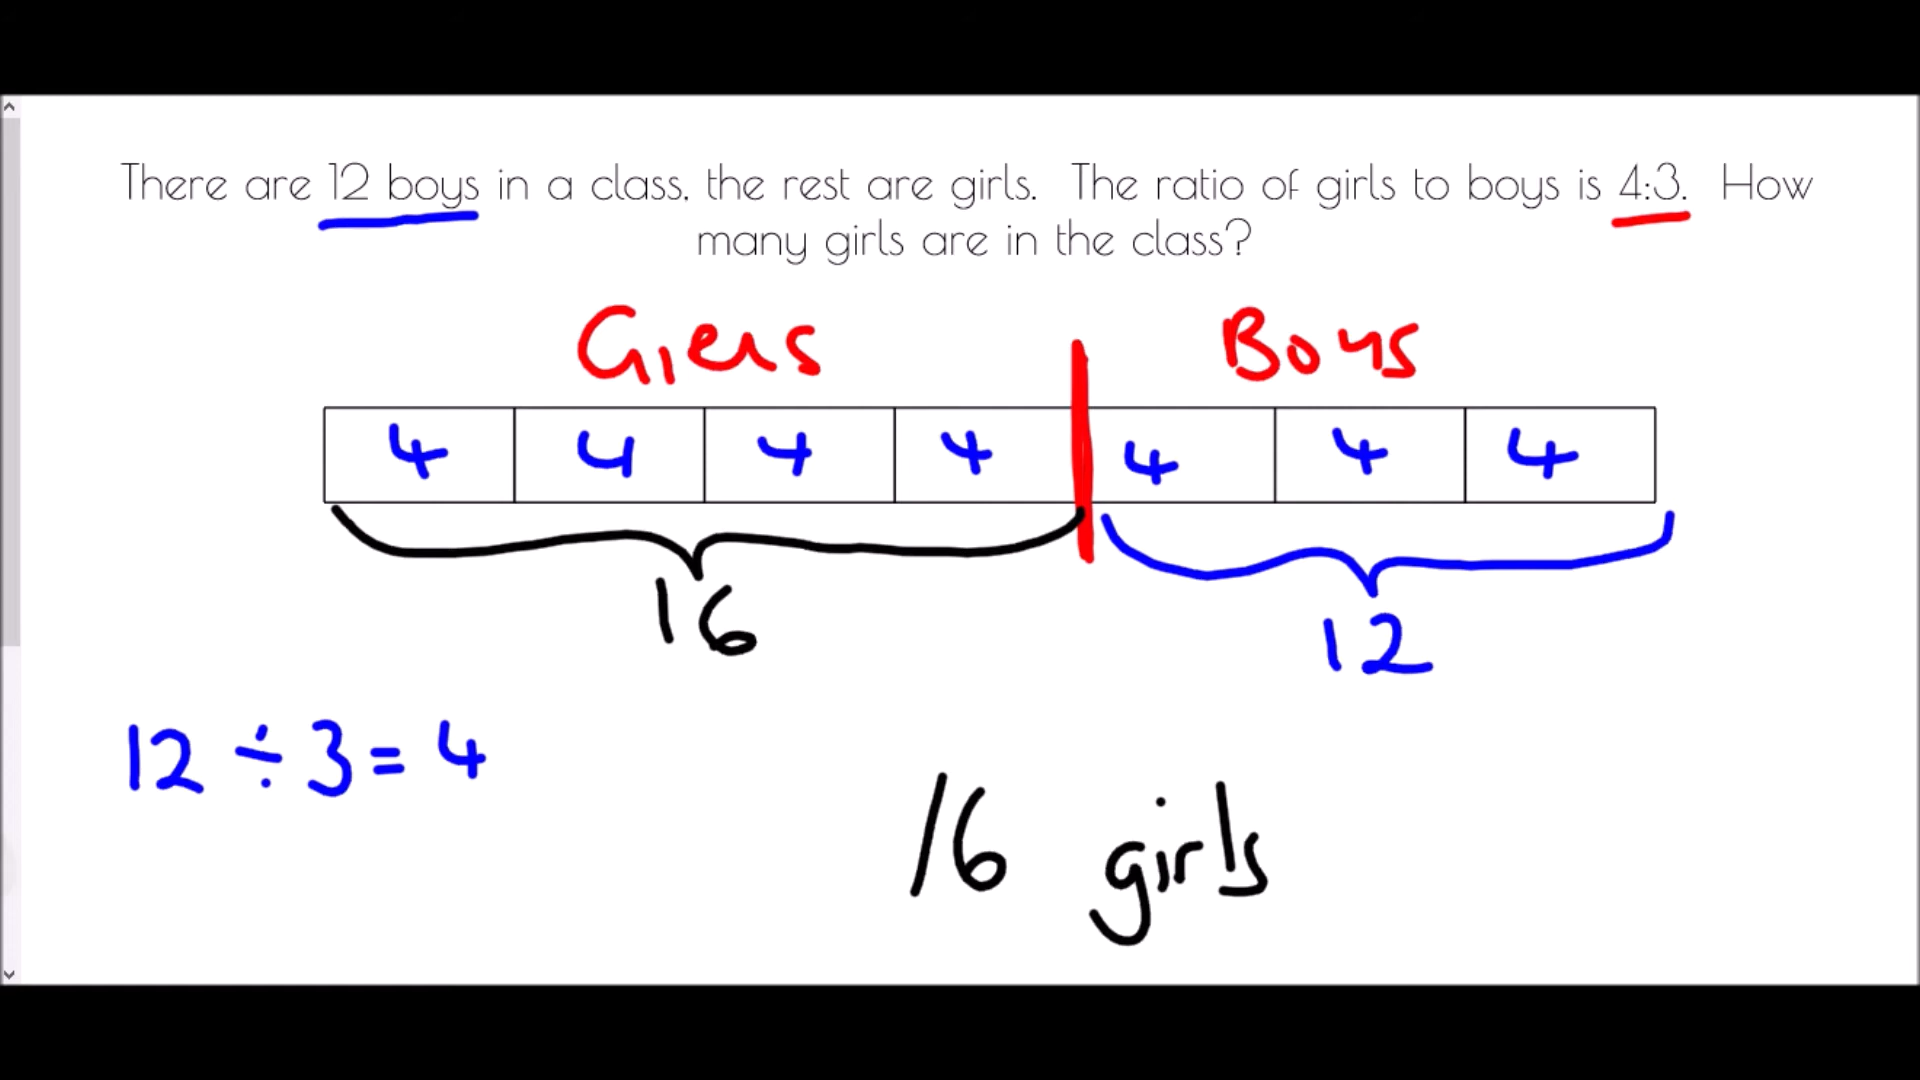 There are 12 boys in a class, the rest are girls. The ratio of girls to boys is 4:3. How
many girls are in the class?
Girls Boys
4 4 4 4 4 4 4
16 12
12 ÷ 3 = 4
16 girls